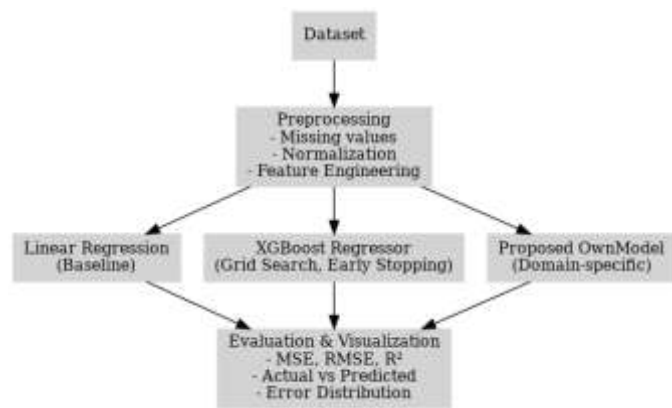 Dataset
Preprocessing
- Missing values
- Normalization
- Feature Engineering
Linear Regression
(Baseline)
XGBoost Regressor
(Grid Search, Early Stopping)
Proposed OwnModel
(Domain-specific)
Evaluation & Visualization
- MSE, RMSE, R²
- Actual vs Predicted
- Error Distribution